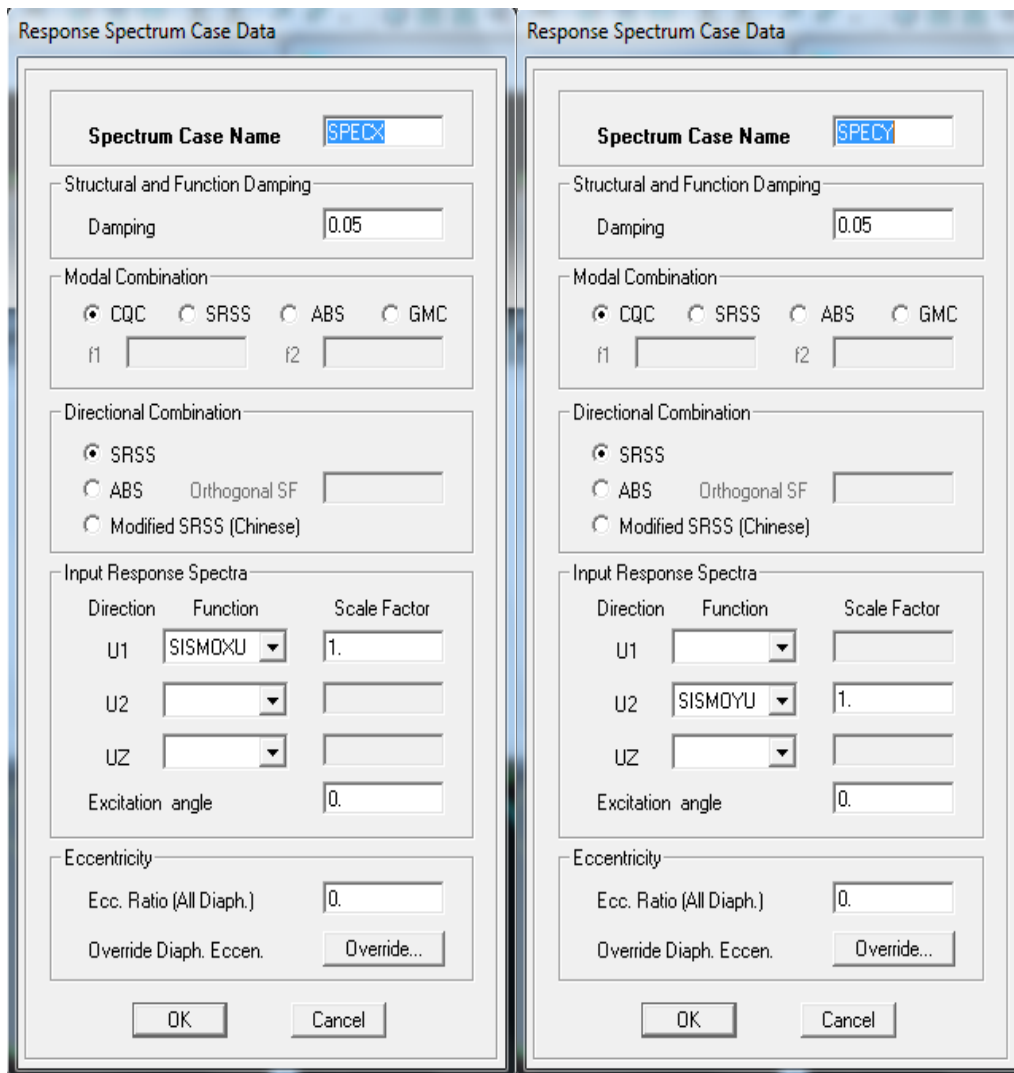 Response Spectrum Case Data
Spectrum Case Name SPECX
Structural and Function Damping
Damping 0.05
Modal Combination
CQC SRSS ABS GMC
f1 f2
Directional Combination
SRSS
ABS Orthogonal SF
Modified SRSS (Chinese)
Input Response Spectra
Direction Function Scale Factor
U1 SISMOXU 1.
U2
UZ
Excitation angle 0.
Eccentricity
Ecc. Ratio (All Diaph.) 0.
Override Diaph. Eccen. Override...
OK Cancel
Response Spectrum Case Data
Spectrum Case Name SPECY
Structural and Function Damping
Damping 0.05
Modal Combination
CQC SRSS ABS GMC
f1 f2
Directional Combination
SRSS
ABS Orthogonal SF
Modified SRSS (Chinese)
Input Response Spectra
Direction Function Scale Factor
U1
U2 SISMOYU 1.
UZ
Excitation angle 0.
Eccentricity
Ecc. Ratio (All Diaph.) 0.
Override Diaph. Eccen. Override...
OK Cancel